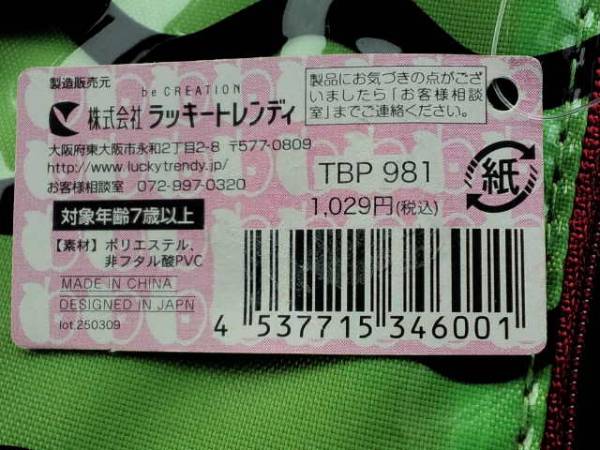 製造販売元
be CREATION
株式会社 ラッキートレンディ
大阪府東大阪市永和2丁目2-8 〒577-0809
http://www.luckytrendy.jp/
お客様相談室 072-997-0320
製品にお気づきの点がござ
いましたら「お客様相談
室」までご連絡ください。
TBP 981
1,029円(税込)
紙
対象年齢7歳以上
【素材】ポリエステル、
非フタル酸PVC
MADE IN CHINA
DESIGNED IN JAPN
lot.250309
4 537715 346001